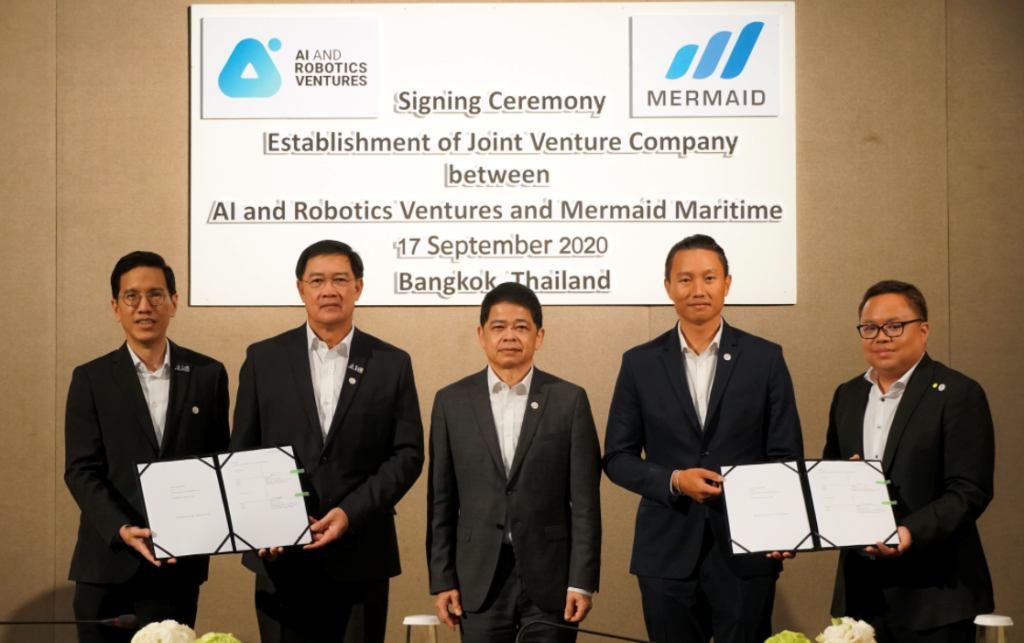 AI AND
ROBOTICS
VENTURES
MERMAID
Signing Ceremony
Establishment of Joint Venture Company
between
AI and Robotics Ventures and Mermaid Maritime
17 September 2020
Bangkok, Thailand